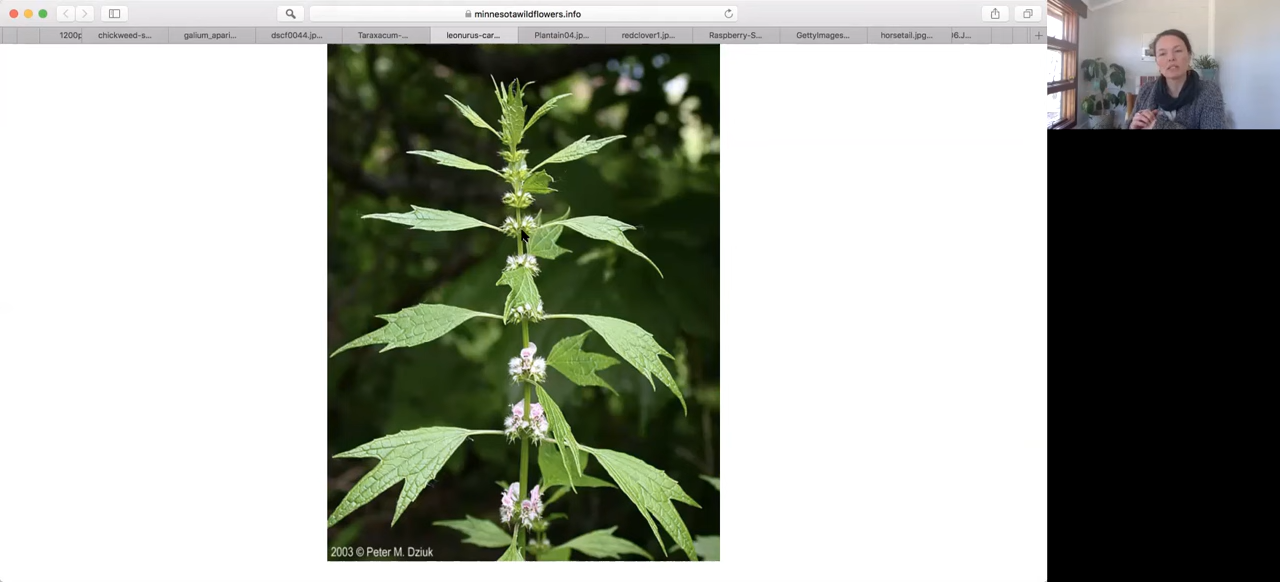 minnesotawildflowers.info
1200p
chickweed-s...
galium_apari...
dscf0044.jp...
Taraxacum-...
leonurus-car...
Plantain04.jp...
redclover1.jp...
Raspberry-S...
GettyImages...
horsetail.jpg...
2003 © Peter M. Dziuk